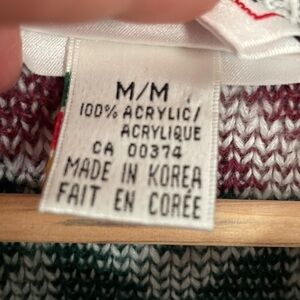 M/M
100% ACRYLIC/
ACRYLIQUE
CA 00374
MADE IN KOREA
FAIT EN CORÉE